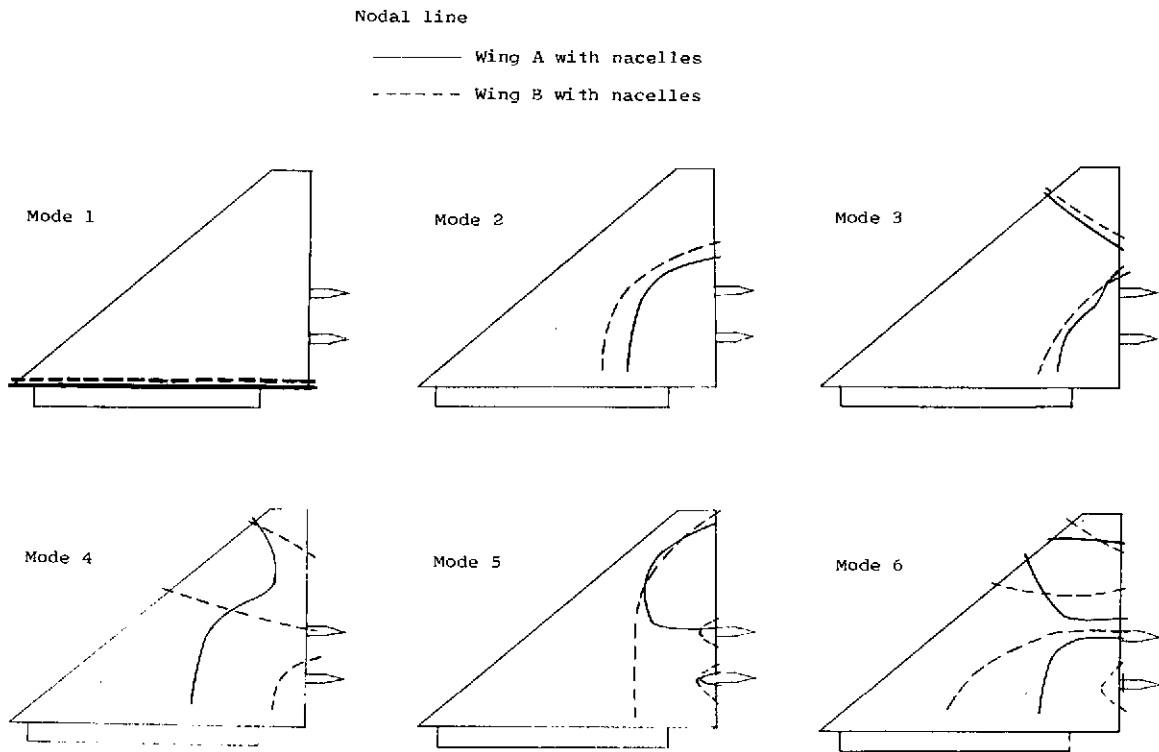 Nodal line
Wing A with nacelles
Wing B with nacelles
Mode 1
Mode 2
Mode 3
Mode 4
Mode 5
Mode 6